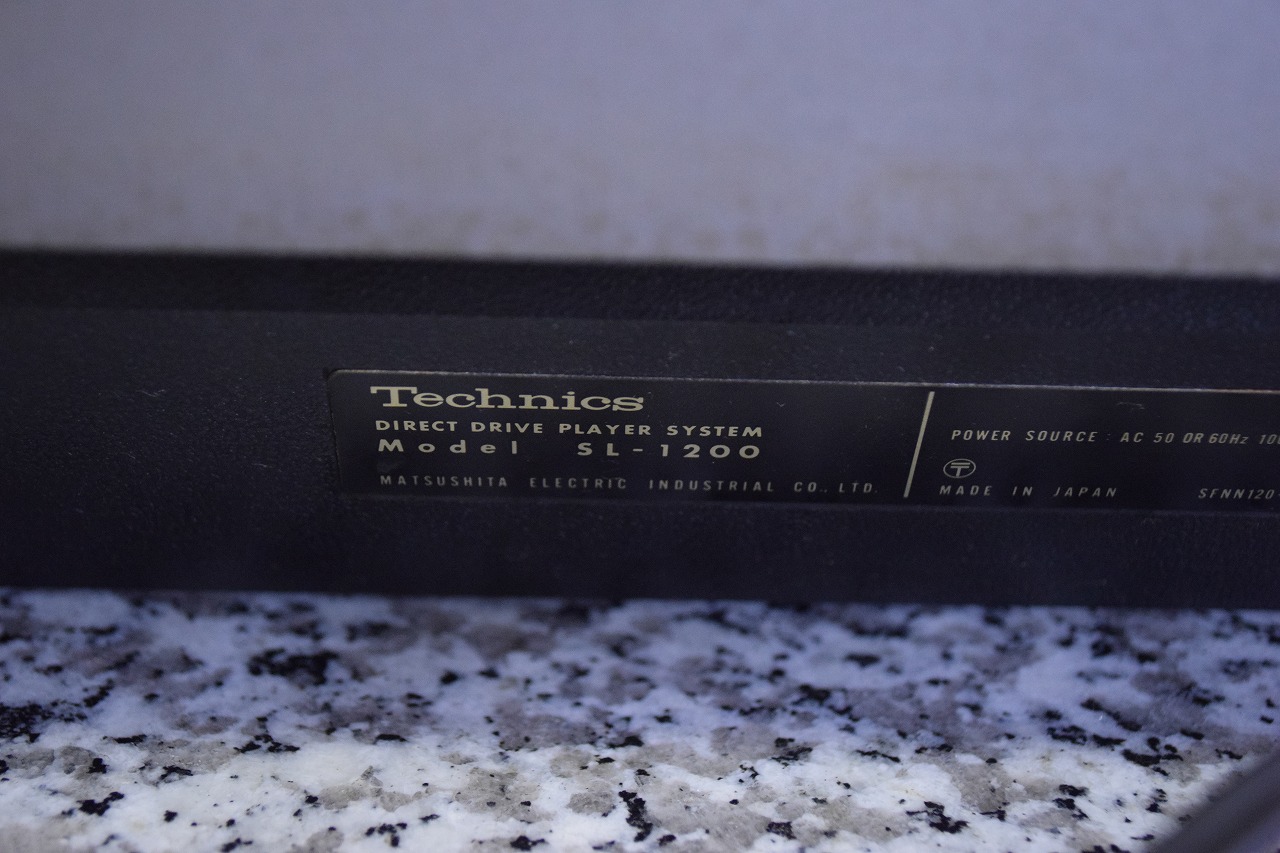 Technics
DIRECT DRIVE PLAYER SYSTEM
Model SL-1200
MATSUSHITA ELECTRIC INDUSTRIAL CO., LTD.
POWER SOURCE : AC 50 OR 60Hz
MADE IN JAPAN